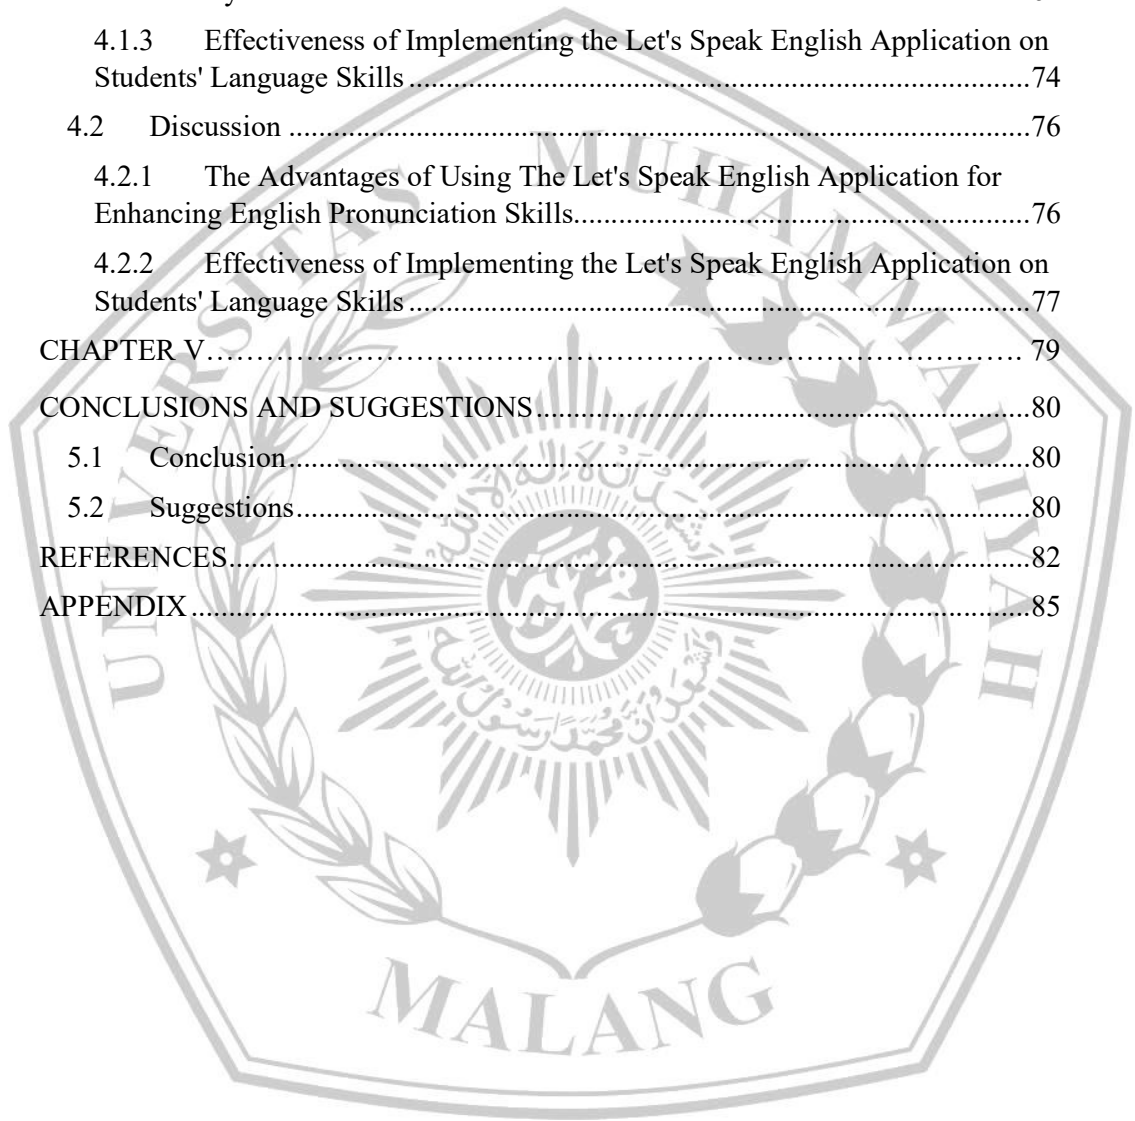 4.1.3 Effectiveness of Implementing the Let's Speak English Application on
Students' Language Skills ........................................................................ 74
4.2 Discussion ........................................................................ 76
4.2.1 The Advantages of Using The Let's Speak English Application for
Enhancing English Pronunciation Skills........................................................................ 76
4.2.2 Effectiveness of Implementing the Let's Speak English Application on
Students' Language Skills ........................................................................ 77
CHAPTER V........................................................................ 79
CONCLUSIONS AND SUGGESTIONS........................................................................ 80
5.1 Conclusion........................................................................ 80
5.2 Suggestions........................................................................ 80
REFERENCES........................................................................ 82
APPENDIX ........................................................................ 85
UNIVERSITAS MUHAMMADIYAH
MALANG